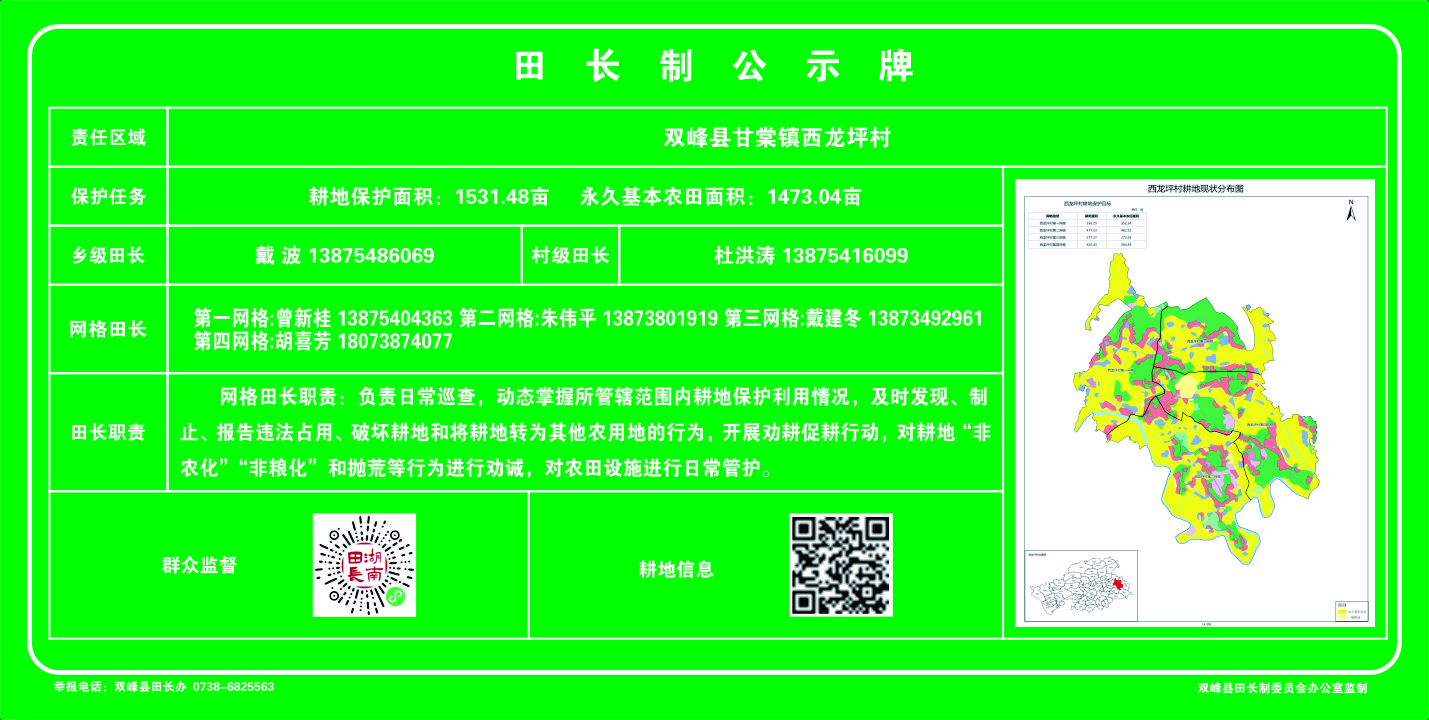 田长制公示牌
责任区域
双峰县甘棠镇西龙坪村
保护任务
耕地保护面积：1531.48亩 永久基本农田面积：1473.04亩
乡级田长
戴 波 13875486069
村级田长
杜洪涛 13875416099
网格田长
第一网格:曾新桂 13875404363 第二网格:朱伟平 13873801919 第三网格:戴建冬 13873492961
第四网格:胡喜芳 18073874077
田长职责
网格田长职责：负责日常巡查，动态掌握所管辖范围内耕地保护利用情况，及时发现、制
止、报告违法占用、破坏耕地和将耕地转为其他农用地的行为，开展劝耕促耕行动，对耕地“非
农化”“非粮化”和抛荒等行为进行劝诫，对农田设施进行日常管护。
群众监督
湖南田長
耕地信息
西龙坪村耕地现状分布图
西龙坪村耕地保护目标
N
举报电话：双峰县田长办 0738-6825563
双峰县田长制委员会办公室监制